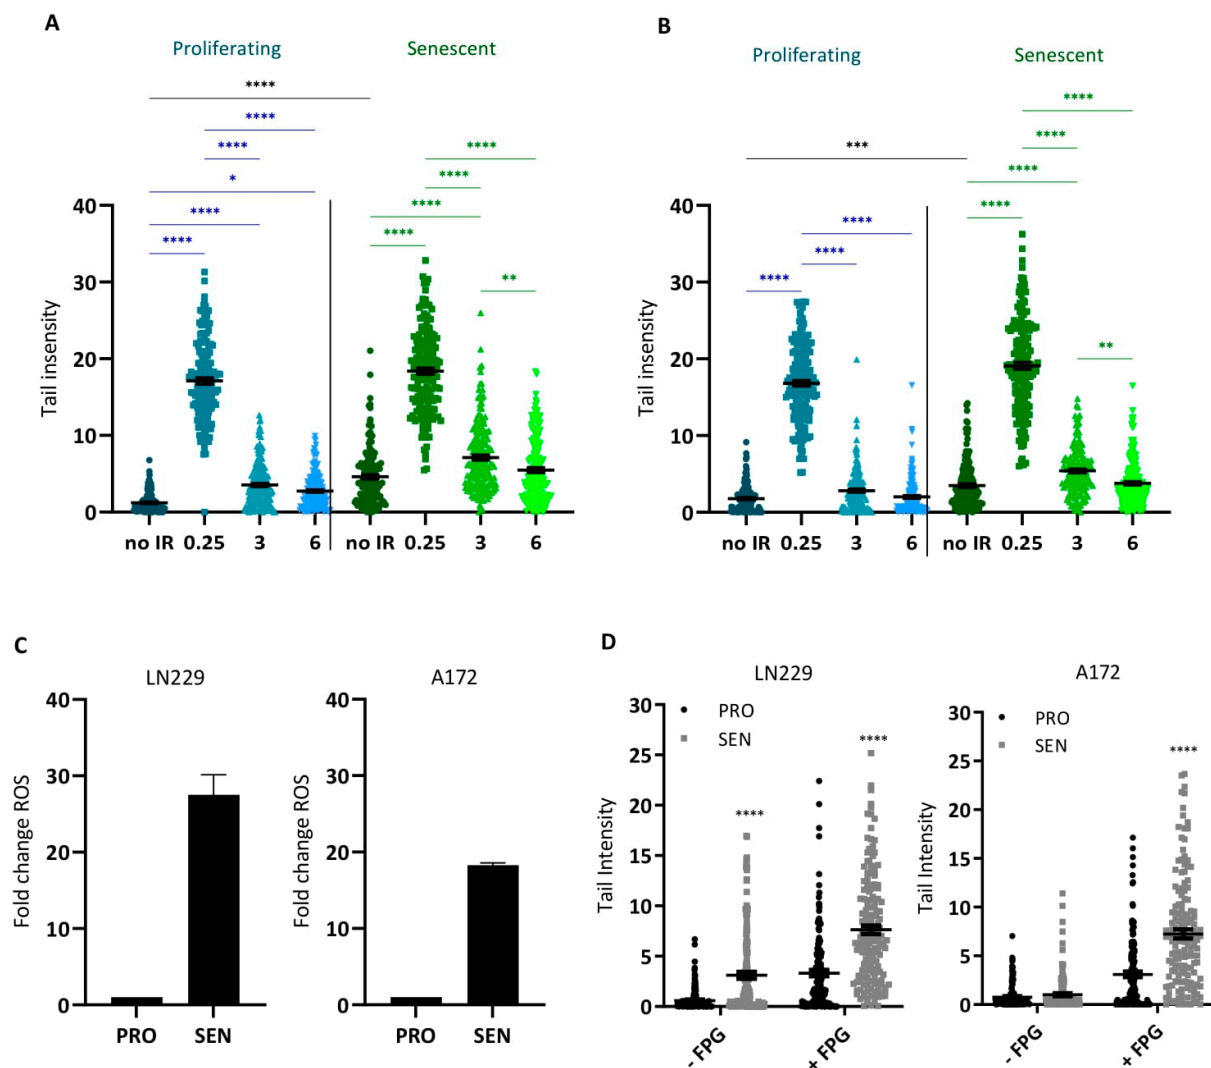 A
Proliferating
Senescent
****
****
****
*
****
****
****
****
****
****
**
40
30
20
10
0
Tail insensity
no IR 0.25 3 6 no IR 0.25 3 6
B
Proliferating
Senescent
****
***
****
****
****
****
****
****
**
40
30
20
10
0
Tail insensity
no IR 0.25 3 6 no IR 0.25 3 6
C
LN229
40
30
20
10
0
Fold change ROS
PRO SEN
A172
40
30
20
10
0
Fold change ROS
PRO SEN
D
LN229
30
25
20
15
10
5
0
Tail Intensity
PRO
SEN
****
****
- FPG
+ FPG
A172
30
25
20
15
10
5
0
Tail Intensity
PRO
SEN
****
- FPG
+ FPG